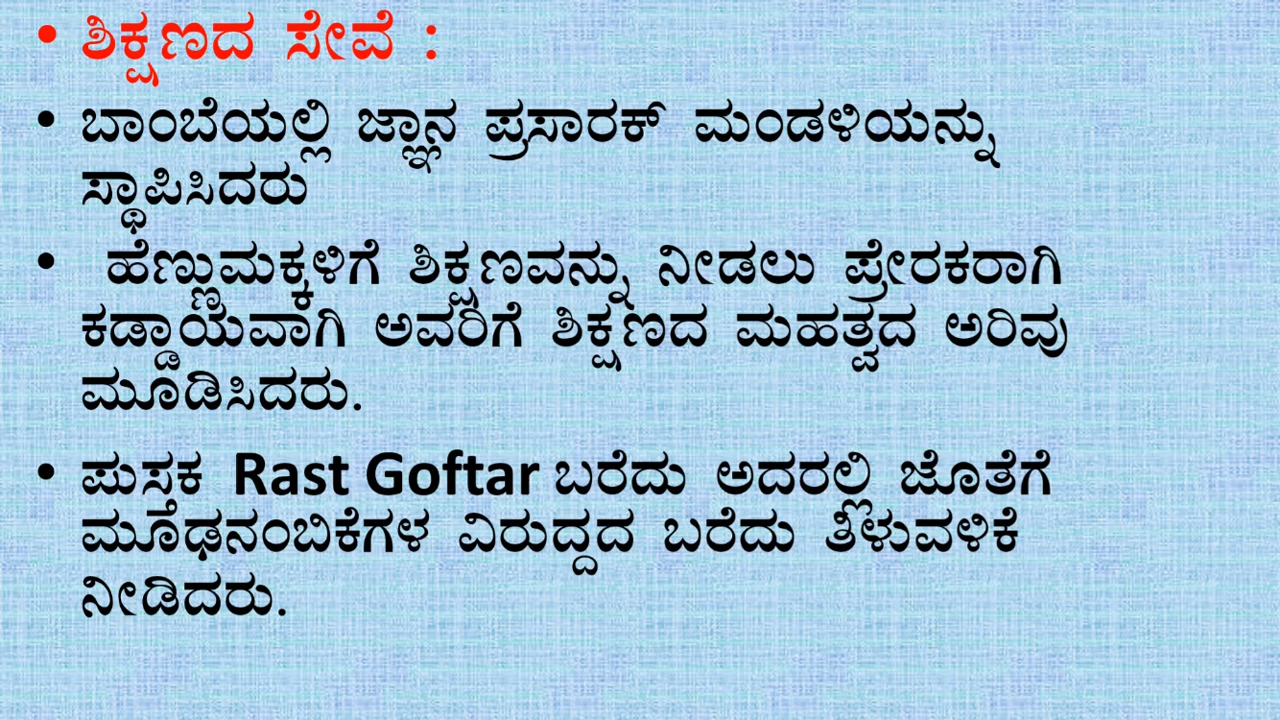 • ಶಿಕ್ಷಣದ ಸೇವೆ :
• ಬಾಂಬೆಯಲ್ಲಿ ಜ್ಞಾನ ಪ್ರಸಾರಕ್ ಮಂಡಳಿಯನ್ನು
ಸ್ಥಾಪಿಸಿದರು
• ಹೆಣ್ಣುಮಕ್ಕಳಿಗೆ ಶಿಕ್ಷಣವನ್ನು ನೀಡಲು ಪ್ರೇರಕರಾಗಿ
ಕಡ್ಡಾಯವಾಗಿ ಅವರಿಗೆ ಶಿಕ್ಷಣದ ಮಹತ್ವದ ಅರಿವು
ಮೂಡಿಸಿದರು.
• ಪುಸ್ತಕ Rast Goftar ಬರೆದು ಅದರಲ್ಲಿ ಜೊತೆಗೆ
ಮೂಢನಂಬಿಕೆಗಳ ವಿರುದ್ದದ ಬರೆದು ತಿಳುವಳಿಕೆ
ನೀಡಿದರು.